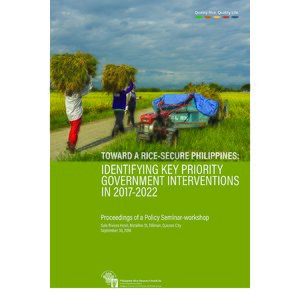 Quality Rice. Quality Life.
TOWARD A RICE-SECURE PHILIPPINES:
IDENTIFYING KEY PRIORITY
GOVERNMENT INTERVENTIONS
IN 2017-2022
Proceedings of a Policy Seminar-workshop
Diliman, Quezon City
Philippine Rice Research Institute